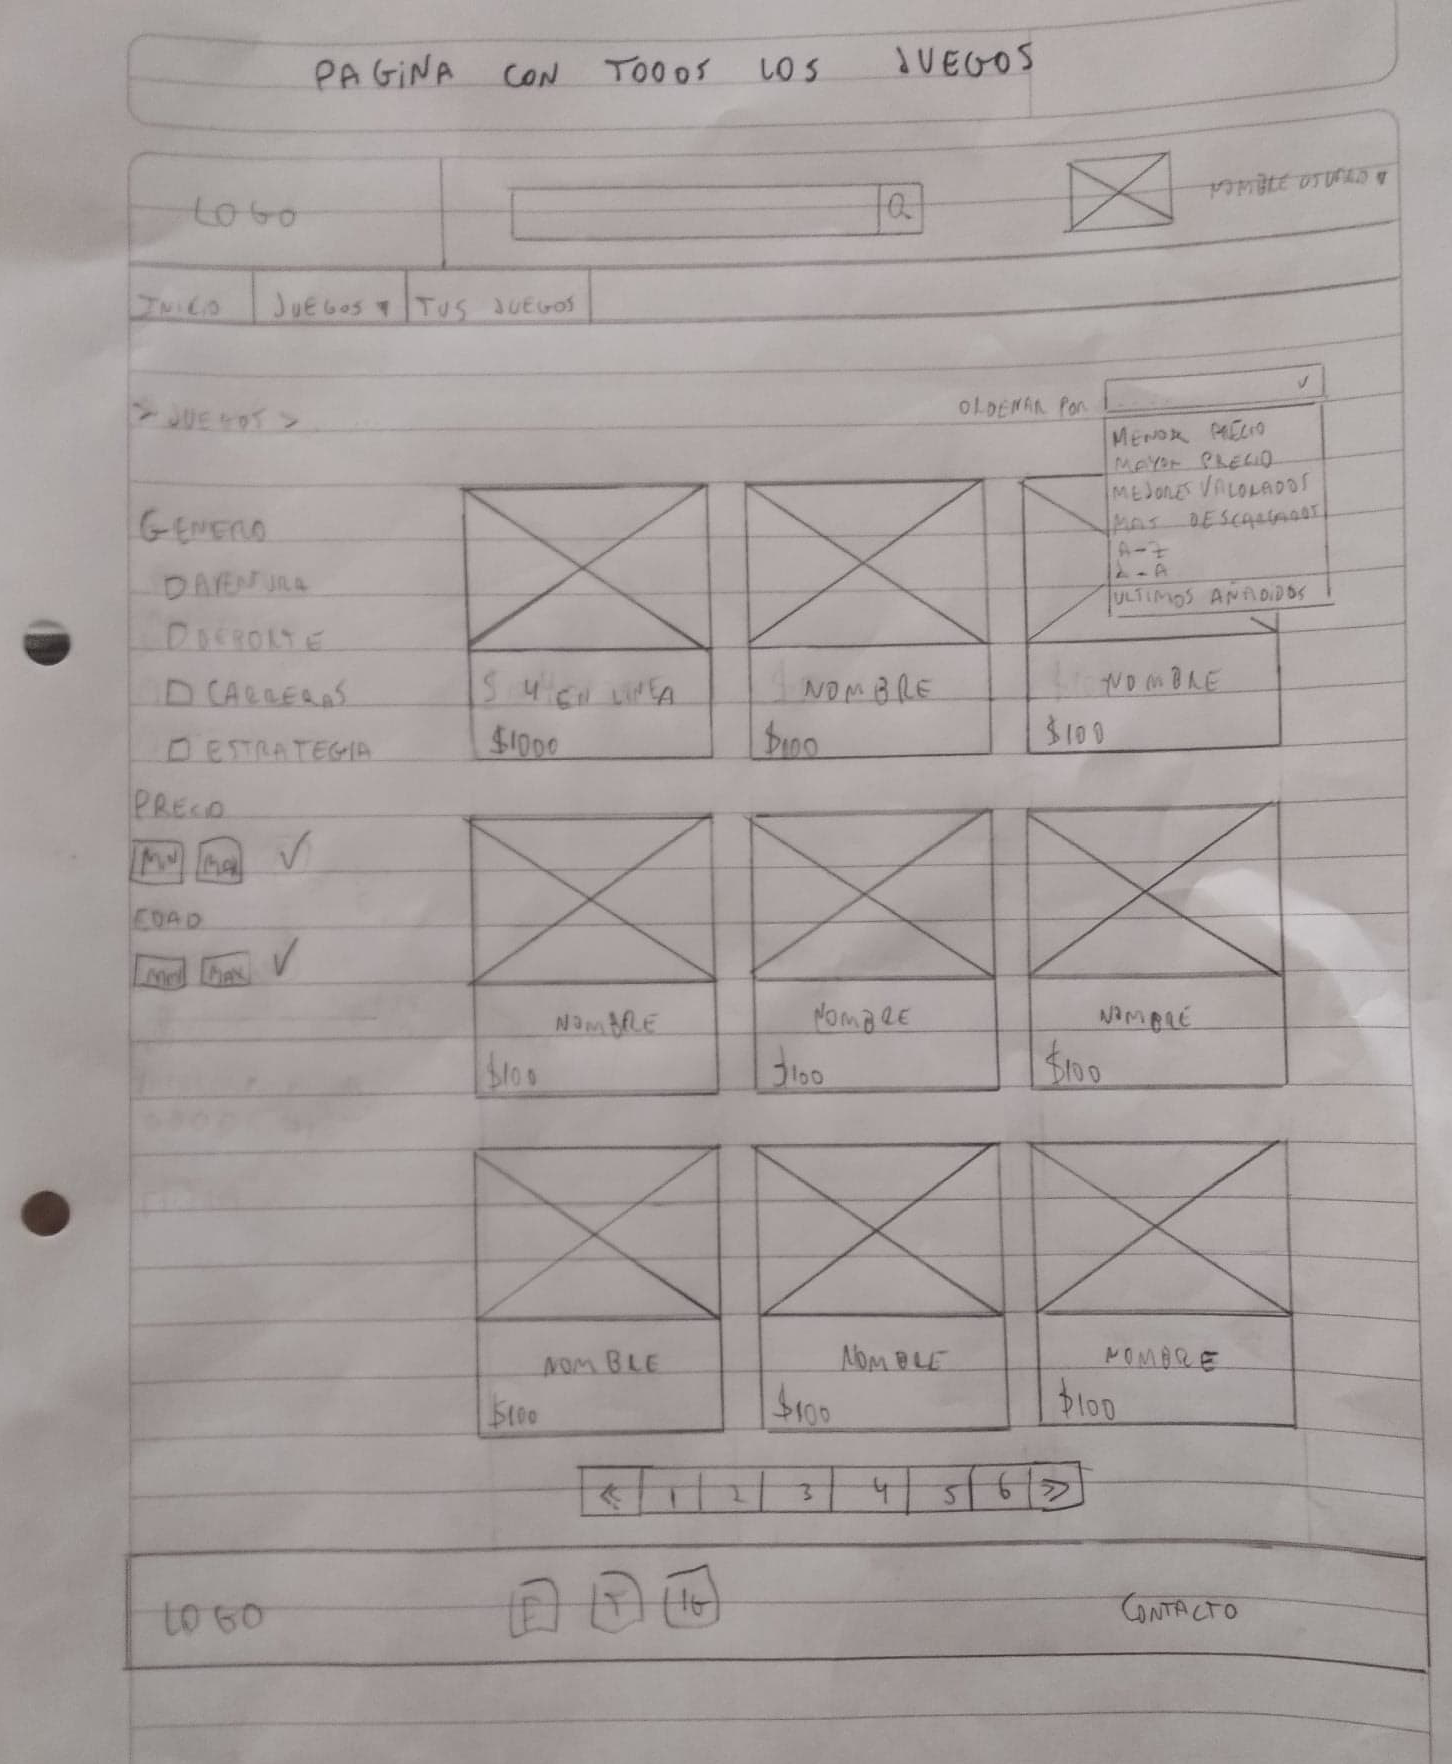 PAGINA CON TODOS LOS JUEGOS
LOGO
NOMBRE USUARIO
INICIO JUEGOS TUS JUEGOS
> JUEGOS >
ORDENAR POR
MENOR PRECIO
MAYOR PRECIO
MEJORES VALORADOS
MAS DESCARGADOS
A-Z
Z-A
ULTIMOS AÑADIDOS
GENERO
AVENTURA
DEPORTE
CARRERAS
ESTRATEGIA
PRECIO
MIN MAX
EDAD
MIN MAX
4 EN LINEA NOMBRE NOMBRE
$1000 $100 $100
NOMBRE NOMBRE NOMBRE
$100 $100 $100
NOMBRE NOMBRE NOMBRE
$100 $100 $100
« 1 2 3 4 5 6 »
LOGO F T IG CONTACTO